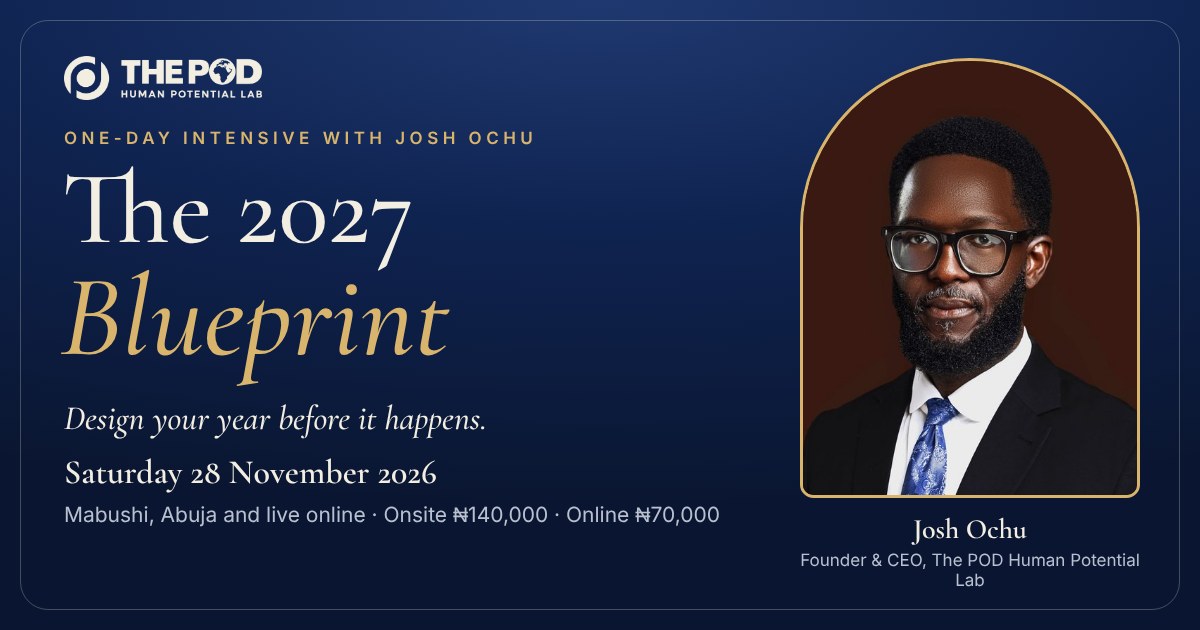 THE POD
HUMAN POTENTIAL LAB
ONE-DAY INTENSIVE WITH JOSH OCHU
The 2027
Blueprint
Design your year before it happens.
Saturday 28 November 2026
Mabushi, Abuja and live online · Onsite ₦140,000 · Online ₦70,000
Josh Ochu
Founder & CEO, The POD Human Potential
Lab